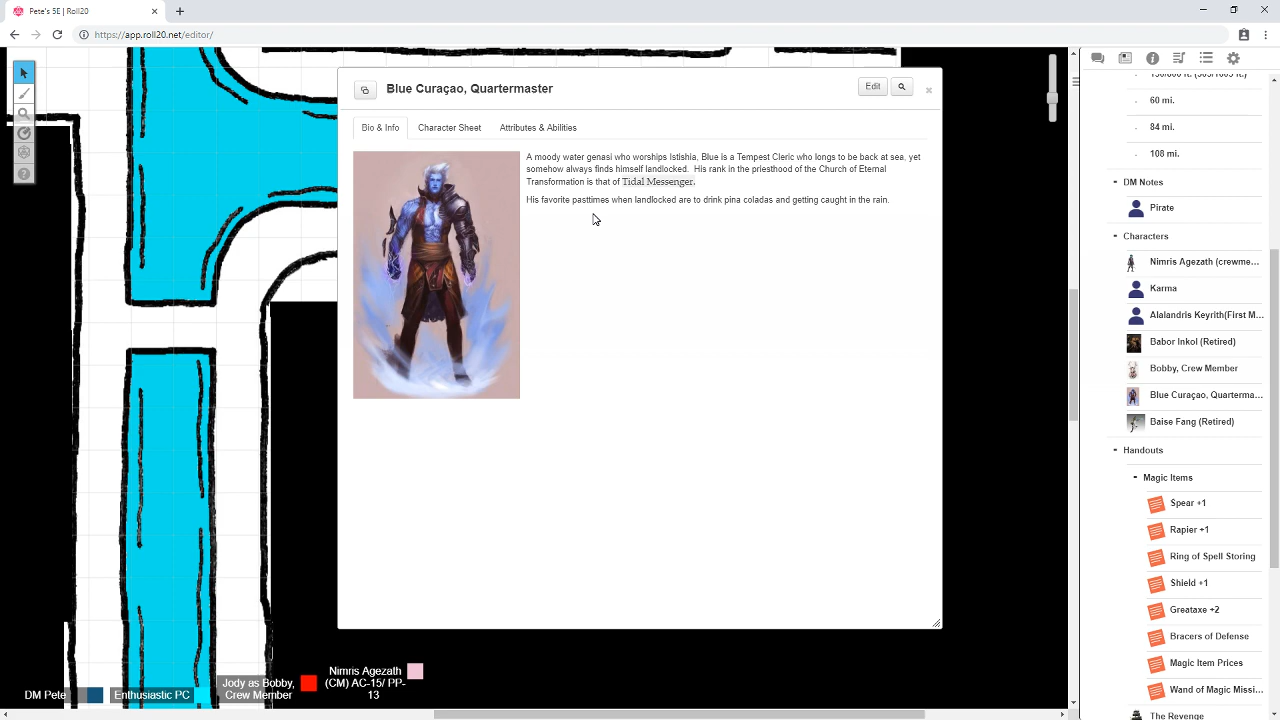 Pete's 5E | Roll20
https://app.roll20.net/editor/
Blue Curaçao, Quartermaster
Edit
Bio & Info
Character Sheet
Attributes & Abilities
A moody water genasi who worships Istishia, Blue is a Tempest Cleric who longs to be back at sea, yet
somehow always finds himself landlocked. His rank in the priesthood of the Church of Eternal
Transformation is that of Tidal Messenger.
His favorite pasttimes when landlocked are to drink pina coladas and getting caught in the rain.
60 mi.
84 mi.
108 mi.
DM Notes
Pirate
Characters
Nimris Agezath (crewme...
Karma
Alalandris Keyrith(First M...
Babor Inkol (Retired)
Bobby, Crew Member
Blue Curaçao, Quarterma...
Baise Fang (Retired)
Handouts
Magic Items
Spear +1
Rapier +1
Ring of Spell Storing
Shield +1
Greataxe +2
Bracers of Defense
Magic Item Prices
Wand of Magic Missi...
The Revenge
DM Pete
Enthusiastic PC
Jody as Bobby,
Crew Member
Nimris Agezath
(CM) AC-15/ PP-
13